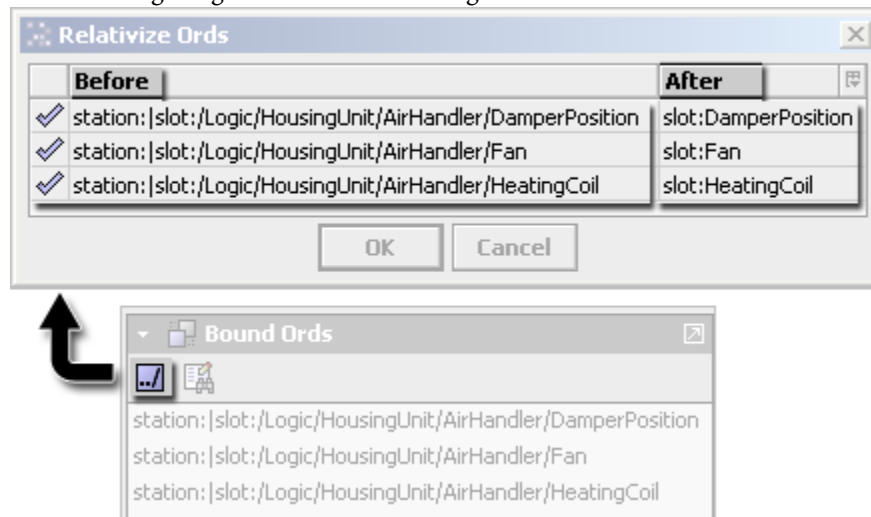 Relativize Ords
Before After
station:|slot:/Logic/HousingUnit/AirHandler/DamperPosition slot:DamperPosition
station:|slot:/Logic/HousingUnit/AirHandler/Fan slot:Fan
station:|slot:/Logic/HousingUnit/AirHandler/HeatingCoil slot:HeatingCoil
OK Cancel
Bound Ords
../
station:|slot:/Logic/HousingUnit/AirHandler/DamperPosition
station:|slot:/Logic/HousingUnit/AirHandler/Fan
station:|slot:/Logic/HousingUnit/AirHandler/HeatingCoil